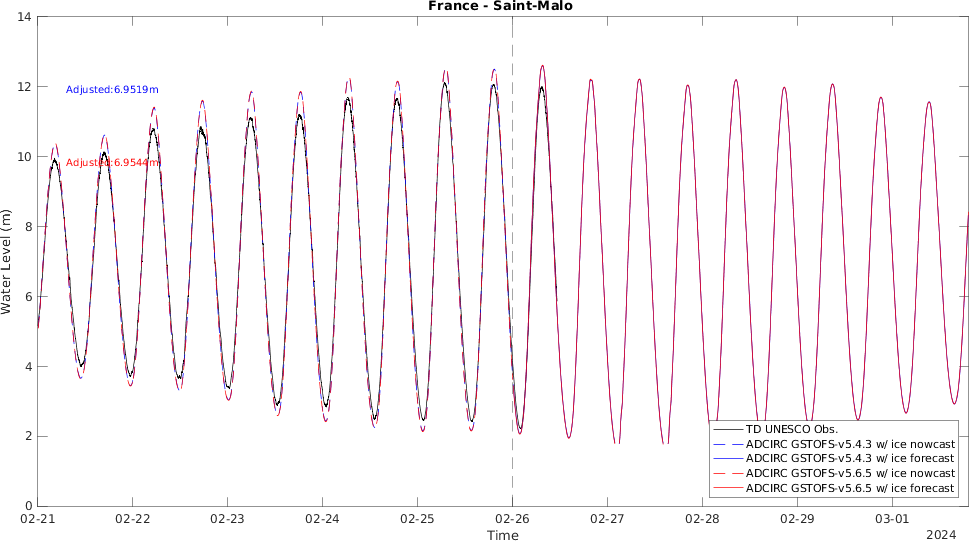 France - Saint-Malo
14
12
10
8
6
4
2
0
Water Level (m)
Adjusted:6.9519m
Adjusted:6.9544m
TD UNESCO Obs.
ADCIRC GSTOFS-v5.4.3 w/ ice nowcast
ADCIRC GSTOFS-v5.4.3 w/ ice forecast
ADCIRC GSTOFS-v5.6.5 w/ ice nowcast
ADCIRC GSTOFS-v5.6.5 w/ ice forecast
02-21 02-22 02-23 02-24 02-25 02-26 02-27 02-28 02-29 03-01
Time
2024